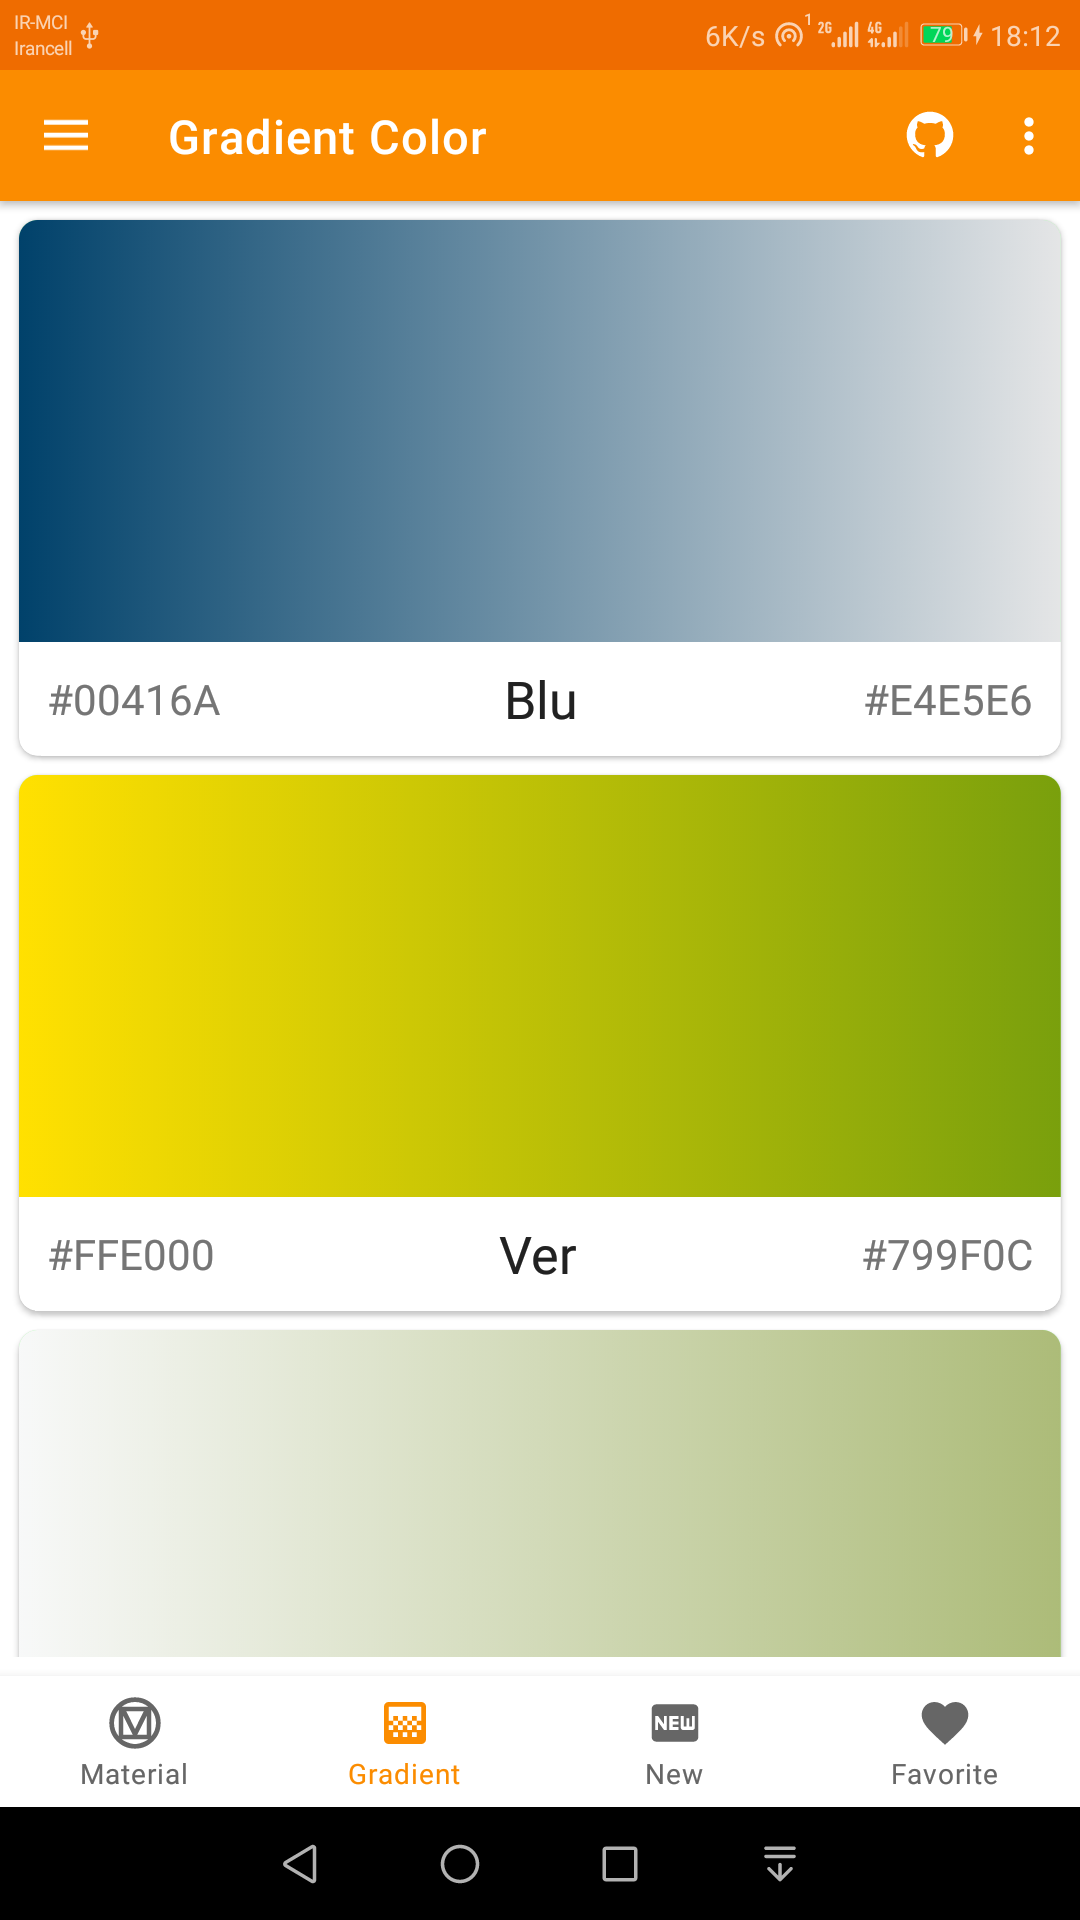 IR-MCI
Irancell
6K/s 1 2G 4G 79 18:12
Gradient Color
#00416A Blu #E4E5E6
#FFE000 Ver #799F0C
NEW
Material Gradient New Favorite